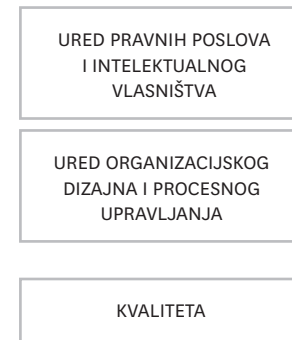 URED PRAVNIH POSLOVA
I INTELEKTUALNOG
VLASNIŠTVA
URED ORGANIZACIJSKOG
DIZAJNA I PROCESNOG
UPRAVLJANJA
KVALITETA